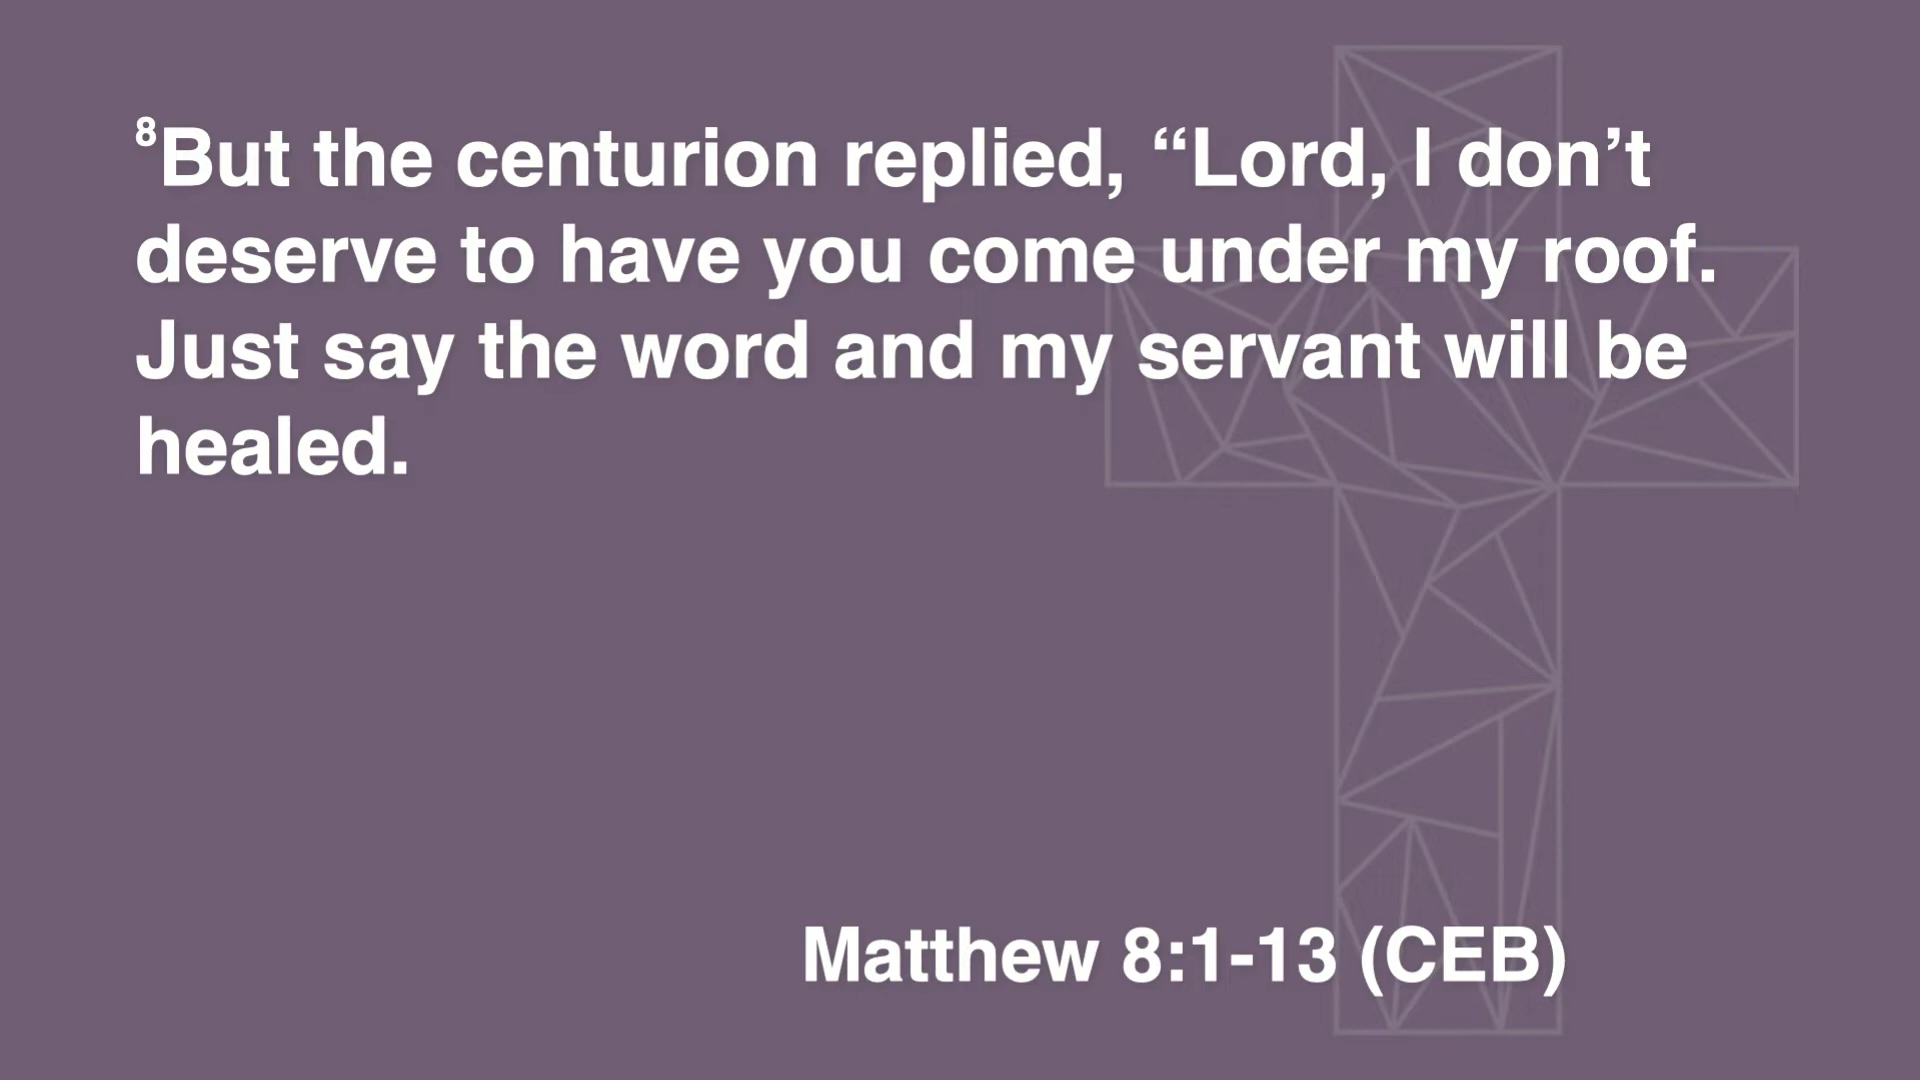 ⁸But the centurion replied, “Lord, I don’t
deserve to have you come under my roof.
Just say the word and my servant will be
healed.
Matthew 8:1-13 (CEB)